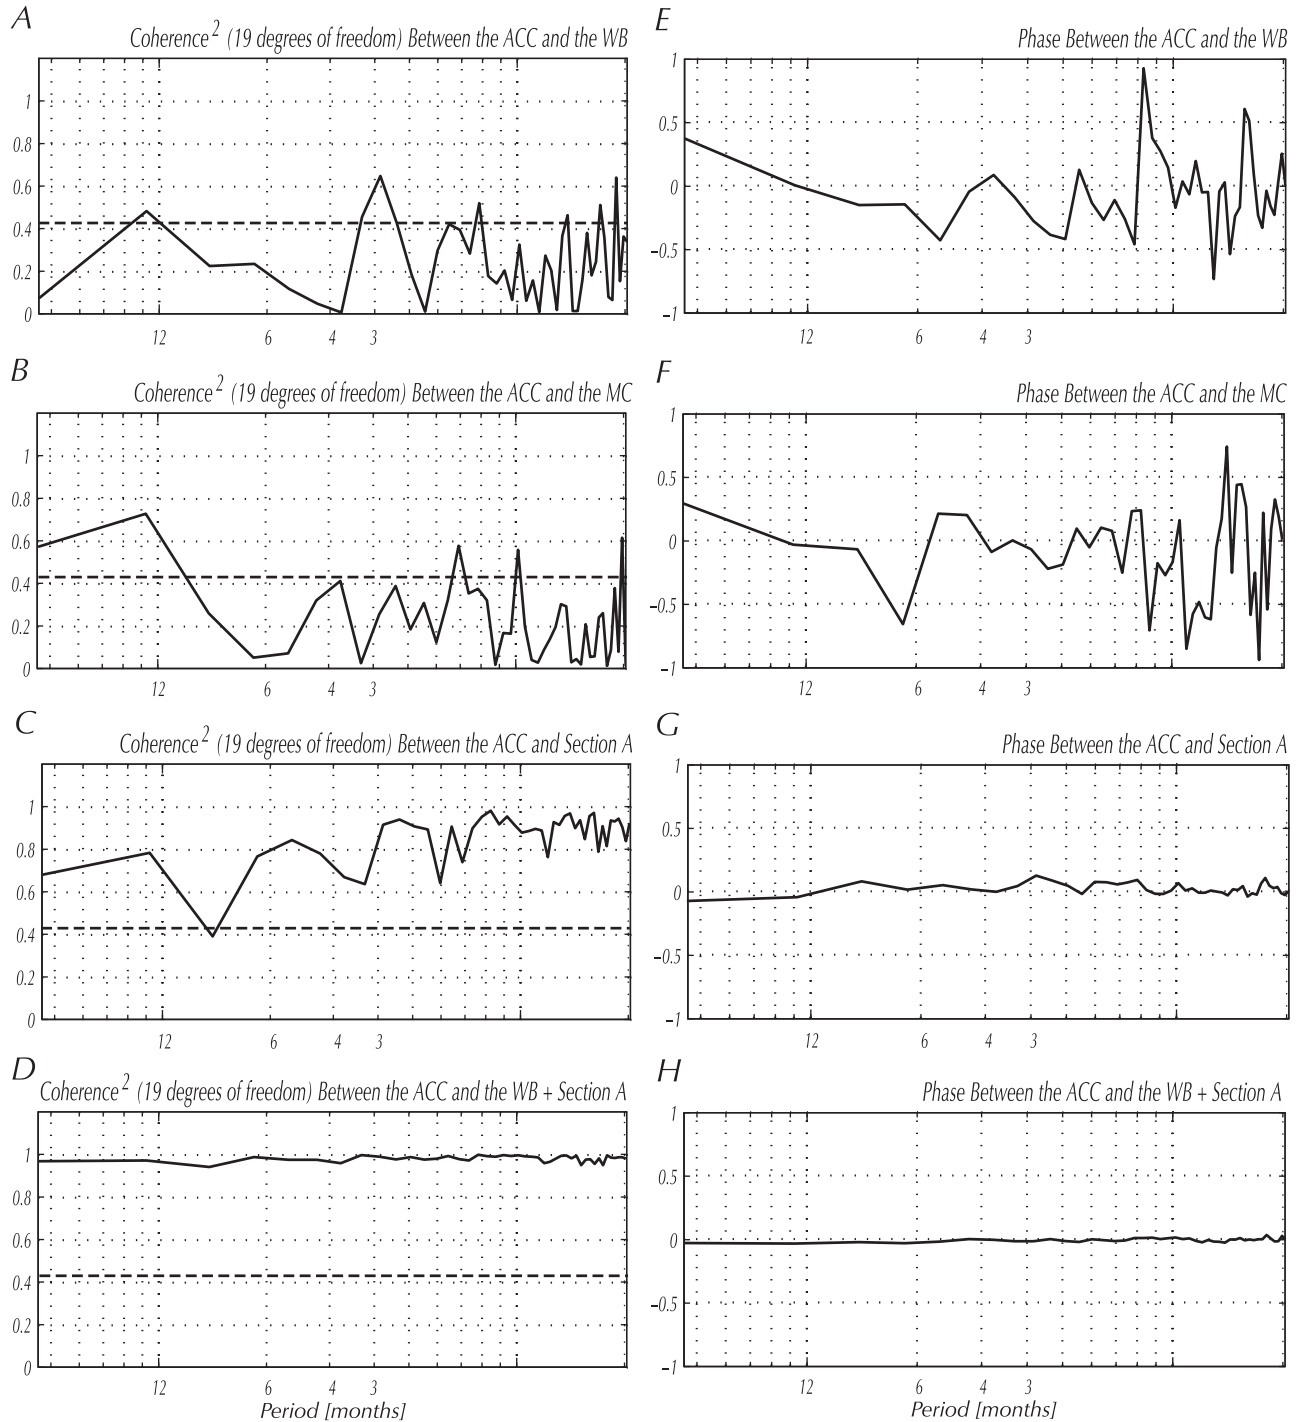 A
Coherence² (19 degrees of freedom) Between the ACC and the WB
1
0.8
0.6
0.4
0.2
0
12 6 4 3
E
Phase Between the ACC and the WB
1
0.5
0
−0.5
−1
12 6 4 3
B
Coherence² (19 degrees of freedom) Between the ACC and the MC
1
0.8
0.6
0.4
0.2
0
12 6 4 3
F
Phase Between the ACC and the MC
1
0.5
0
−0.5
−1
12 6 4 3
C
Coherence² (19 degrees of freedom) Between the ACC and Section A
1
0.8
0.6
0.4
0.2
0
12 6 4 3
G
Phase Between the ACC and Section A
1
0.5
0
−0.5
−1
12 6 4 3
D
Coherence² (19 degrees of freedom) Between the ACC and the WB + Section A
1
0.8
0.6
0.4
0.2
0
12 6 4 3
Period [months]
H
Phase Between the ACC and the WB + Section A
1
0.5
0
−0.5
−1
12 6 4 3
Period [months]